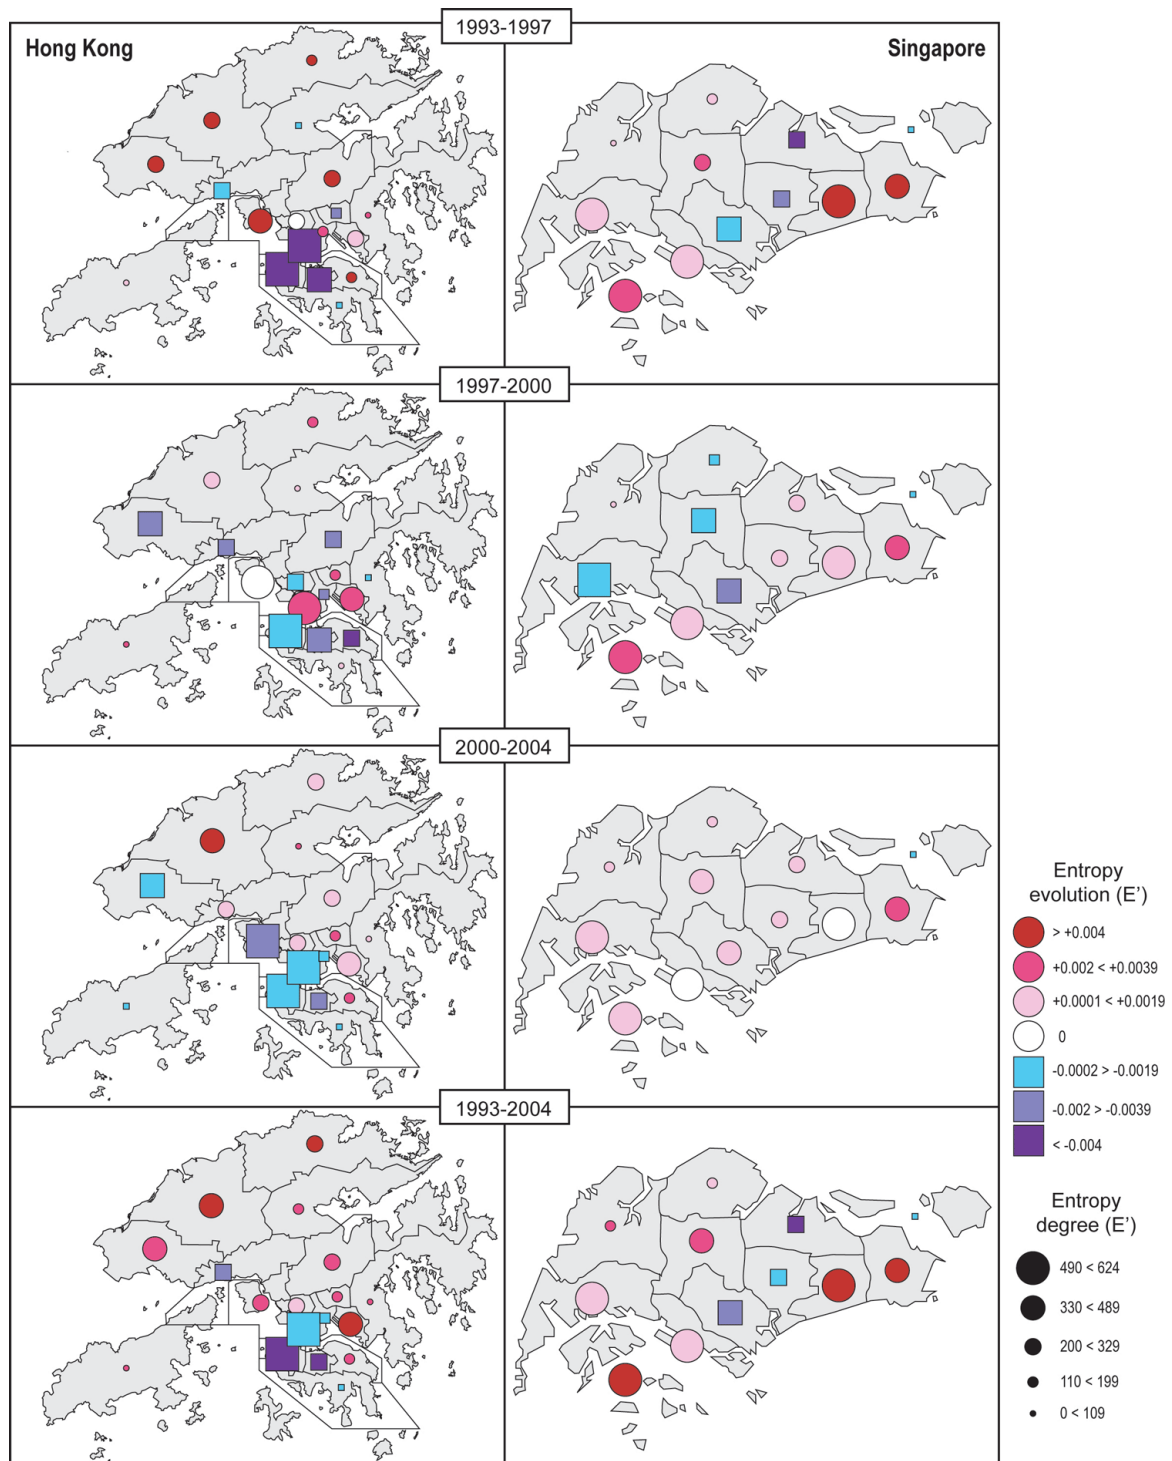 1993-1997
Hong Kong
Singapore
1997-2000
2000-2004
1993-2004
Entropy
evolution (E’)
> +0.004
+0.002 < +0.0039
+0.0001 < +0.0019
0
-0.0002 > -0.0019
-0.002 > -0.0039
< -0.004
Entropy
degree (E’)
490 < 624
330 < 489
200 < 329
110 < 199
0 < 109